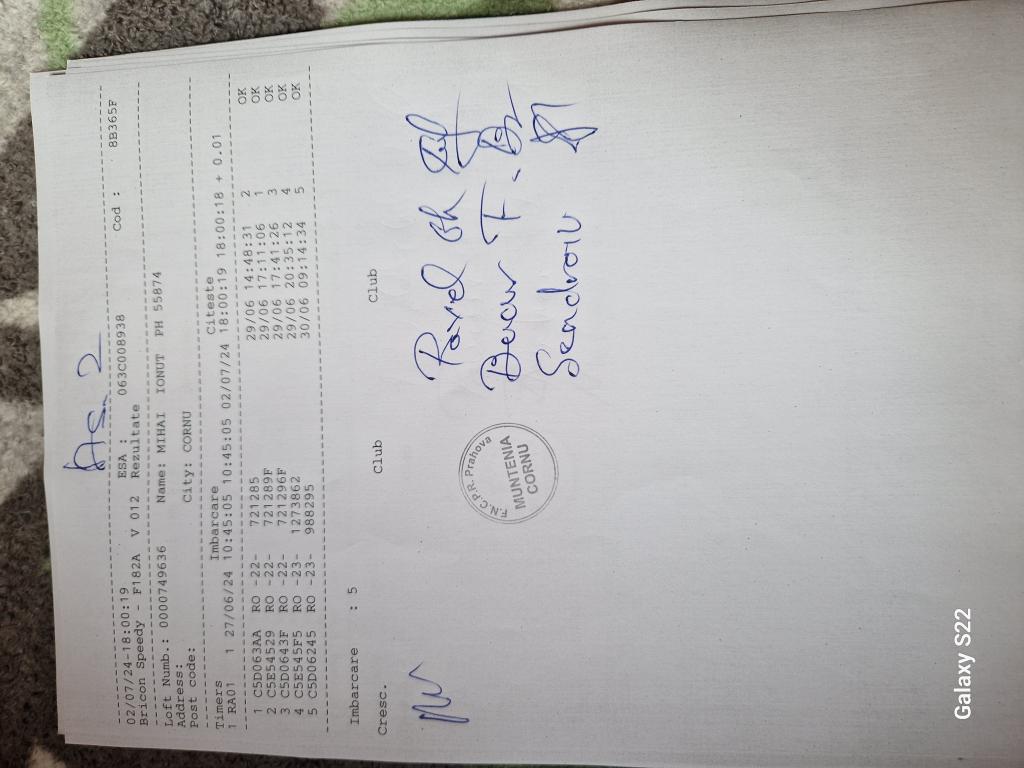 AS 2
02/07/24-18:00:19 ESA : 063C008938 Cod : 8B365F
Bricon Speedy - F182A V 012 Rezultate
Loft Numb.: 0000749636 Name: MIHAI IONUT PH 55874
Address:
Post code: City: CORNU
Timers Imbarcare Citeste
1 RA01 1 27/06/24 10:45:05 10:45:05 02/07/24 18:00:19 18:00:18 + 0.01
1 C5D063AA RO -22- 721285 29/06 14:48:31 2 OK
2 C5E54529 RO -22- 721289F 29/06 17:11:06 1 OK
3 C5D0643F RO -22- 721296F 29/06 17:41:26 3 OK
4 C5E545F5 RO -23- 1273862 29/06 20:35:12 4 OK
5 C5D06245 RO -23- 988295 30/06 09:14:34 5 OK
Imbarcare : 5
Cresc. Club Club
Pavel Gh
F.N.C.P.R. Prahova
MUNTENIA
CORNU
Sandroiu
Galaxy S22